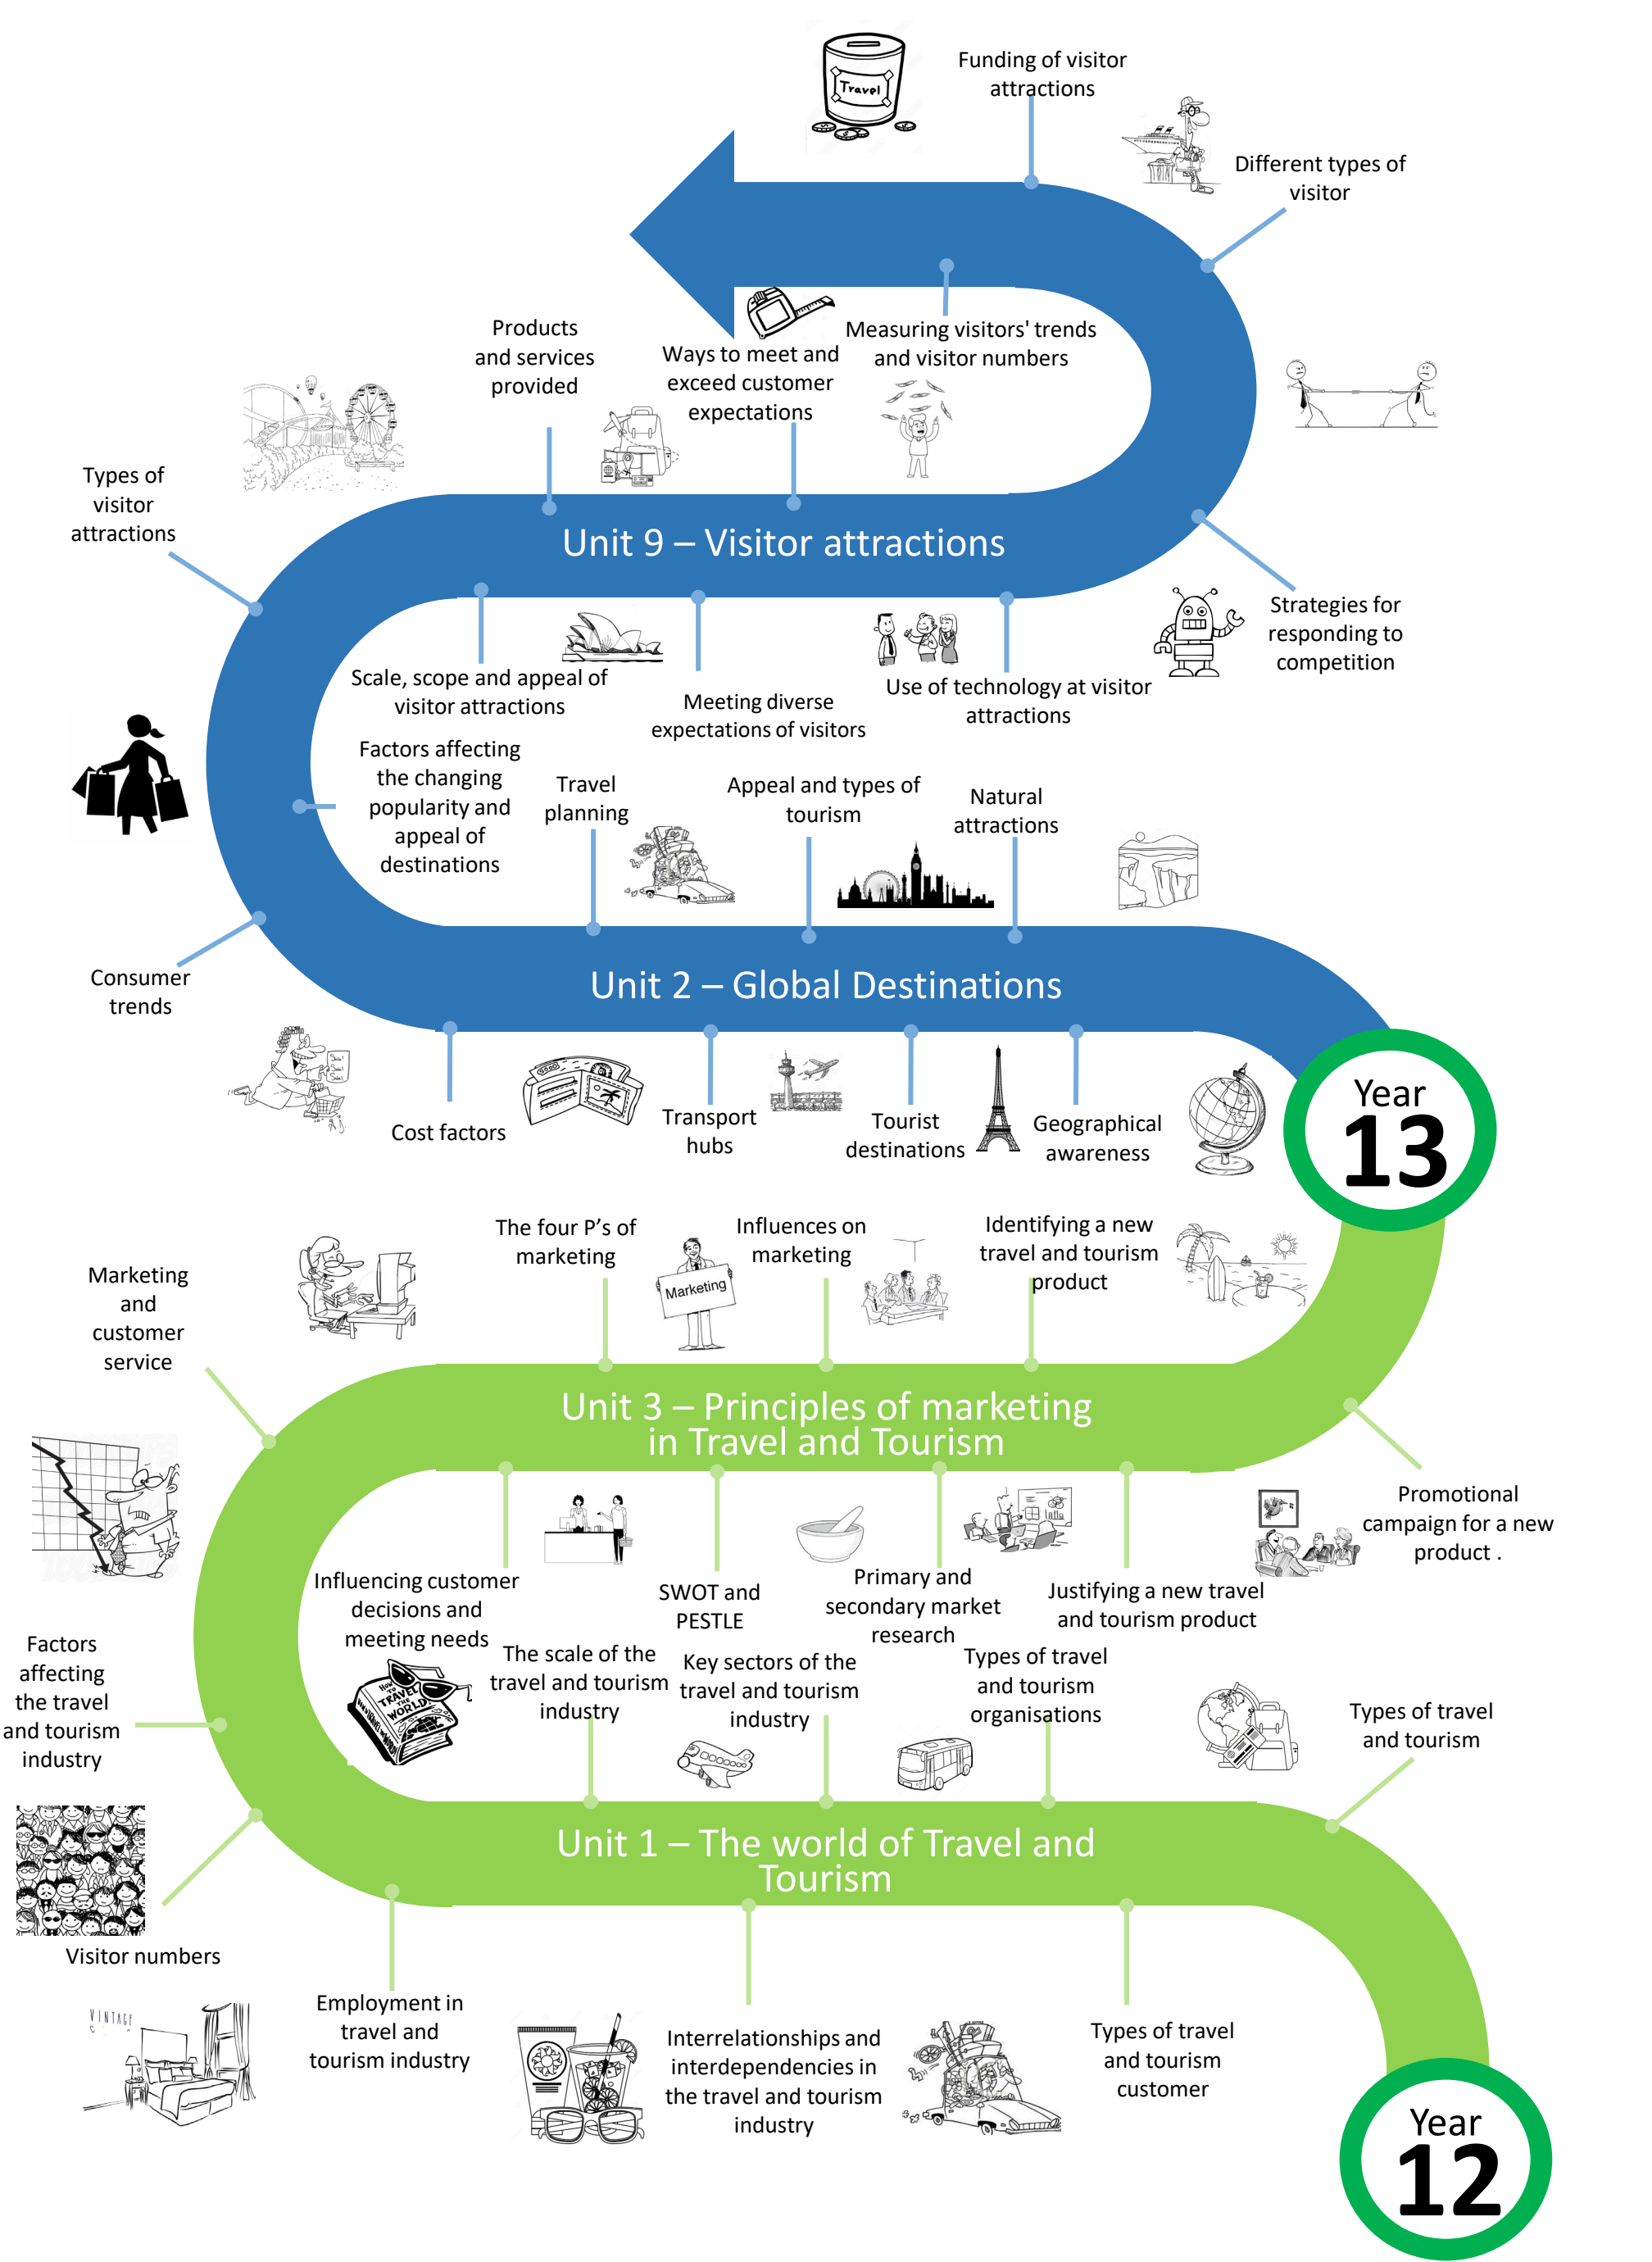 Travel
Funding of visitor
attractions
Different types of
visitor
Products
and services
provided
Ways to meet and
exceed customer
expectations
Measuring visitors' trends
and visitor numbers
Types of
visitor
attractions
Unit 9 – Visitor attractions
Strategies for
responding to
competition
Scale, scope and appeal of
visitor attractions
Meeting diverse
expectations of visitors
Use of technology at visitor
attractions
Factors affecting
the changing
popularity and
appeal of
destinations
Travel
planning
Appeal and types of
tourism
Natural
attractions
Unit 2 – Global Destinations
Consumer
trends
Sale!
Sale!
Sale!
Cost factors
Transport
hubs
Tourist
destinations
Geographical
awareness
Year
13
Marketing
and
customer
service
The four P's of
marketing
Marketing
Influences on
marketing
Identifying a new
travel and tourism
product
Unit 3 – Principles of marketing
in Travel and Tourism
Promotional
campaign for a new
product .
Influencing customer
decisions and
meeting needs
SWOT and
PESTLE
Primary and
secondary market
research
Justifying a new travel
and tourism product
Factors
affecting
the travel
and tourism
industry
HOW TO
TRAVEL
THE
WORLD
The scale of the
travel and tourism
industry
Key sectors of the
travel and tourism
industry
Types of travel
and tourism
organisations
Types of travel
and tourism
Unit 1 – The world of Travel and
Tourism
Visitor numbers
VINTAGE
Employment in
travel and
tourism industry
Interrelationships and
interdependencies in
the travel and tourism
industry
Types of travel
and tourism
customer
Year
12